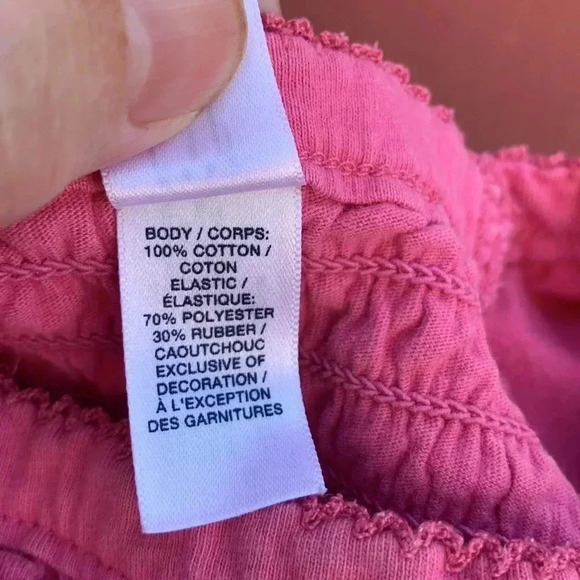 BODY / CORPS:
100% COTTON /
COTON
ELASTIC /
ÉLASTIQUE:
70% POLYESTER
30% RUBBER /
CAOUTCHOUC
EXCLUSIVE OF
DECORATION /
À L'EXCEPTION
DES GARNITURES